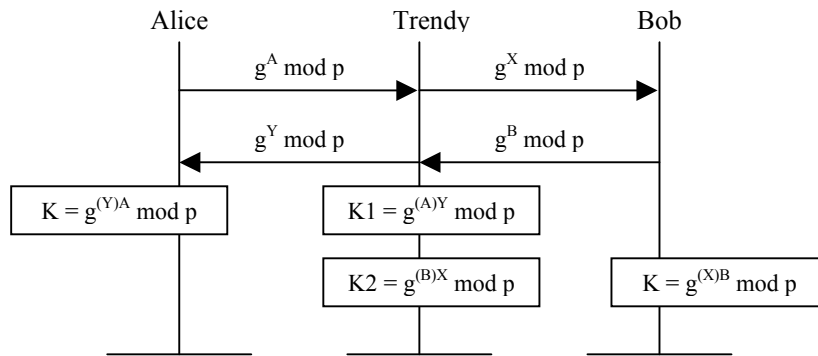 Alice Trendy Bob
g^A mod p g^X mod p
g^Y mod p g^B mod p
K = g^(Y)A mod p K1 = g^(A)Y mod p
K2 = g^(B)X mod p K = g^(X)B mod p